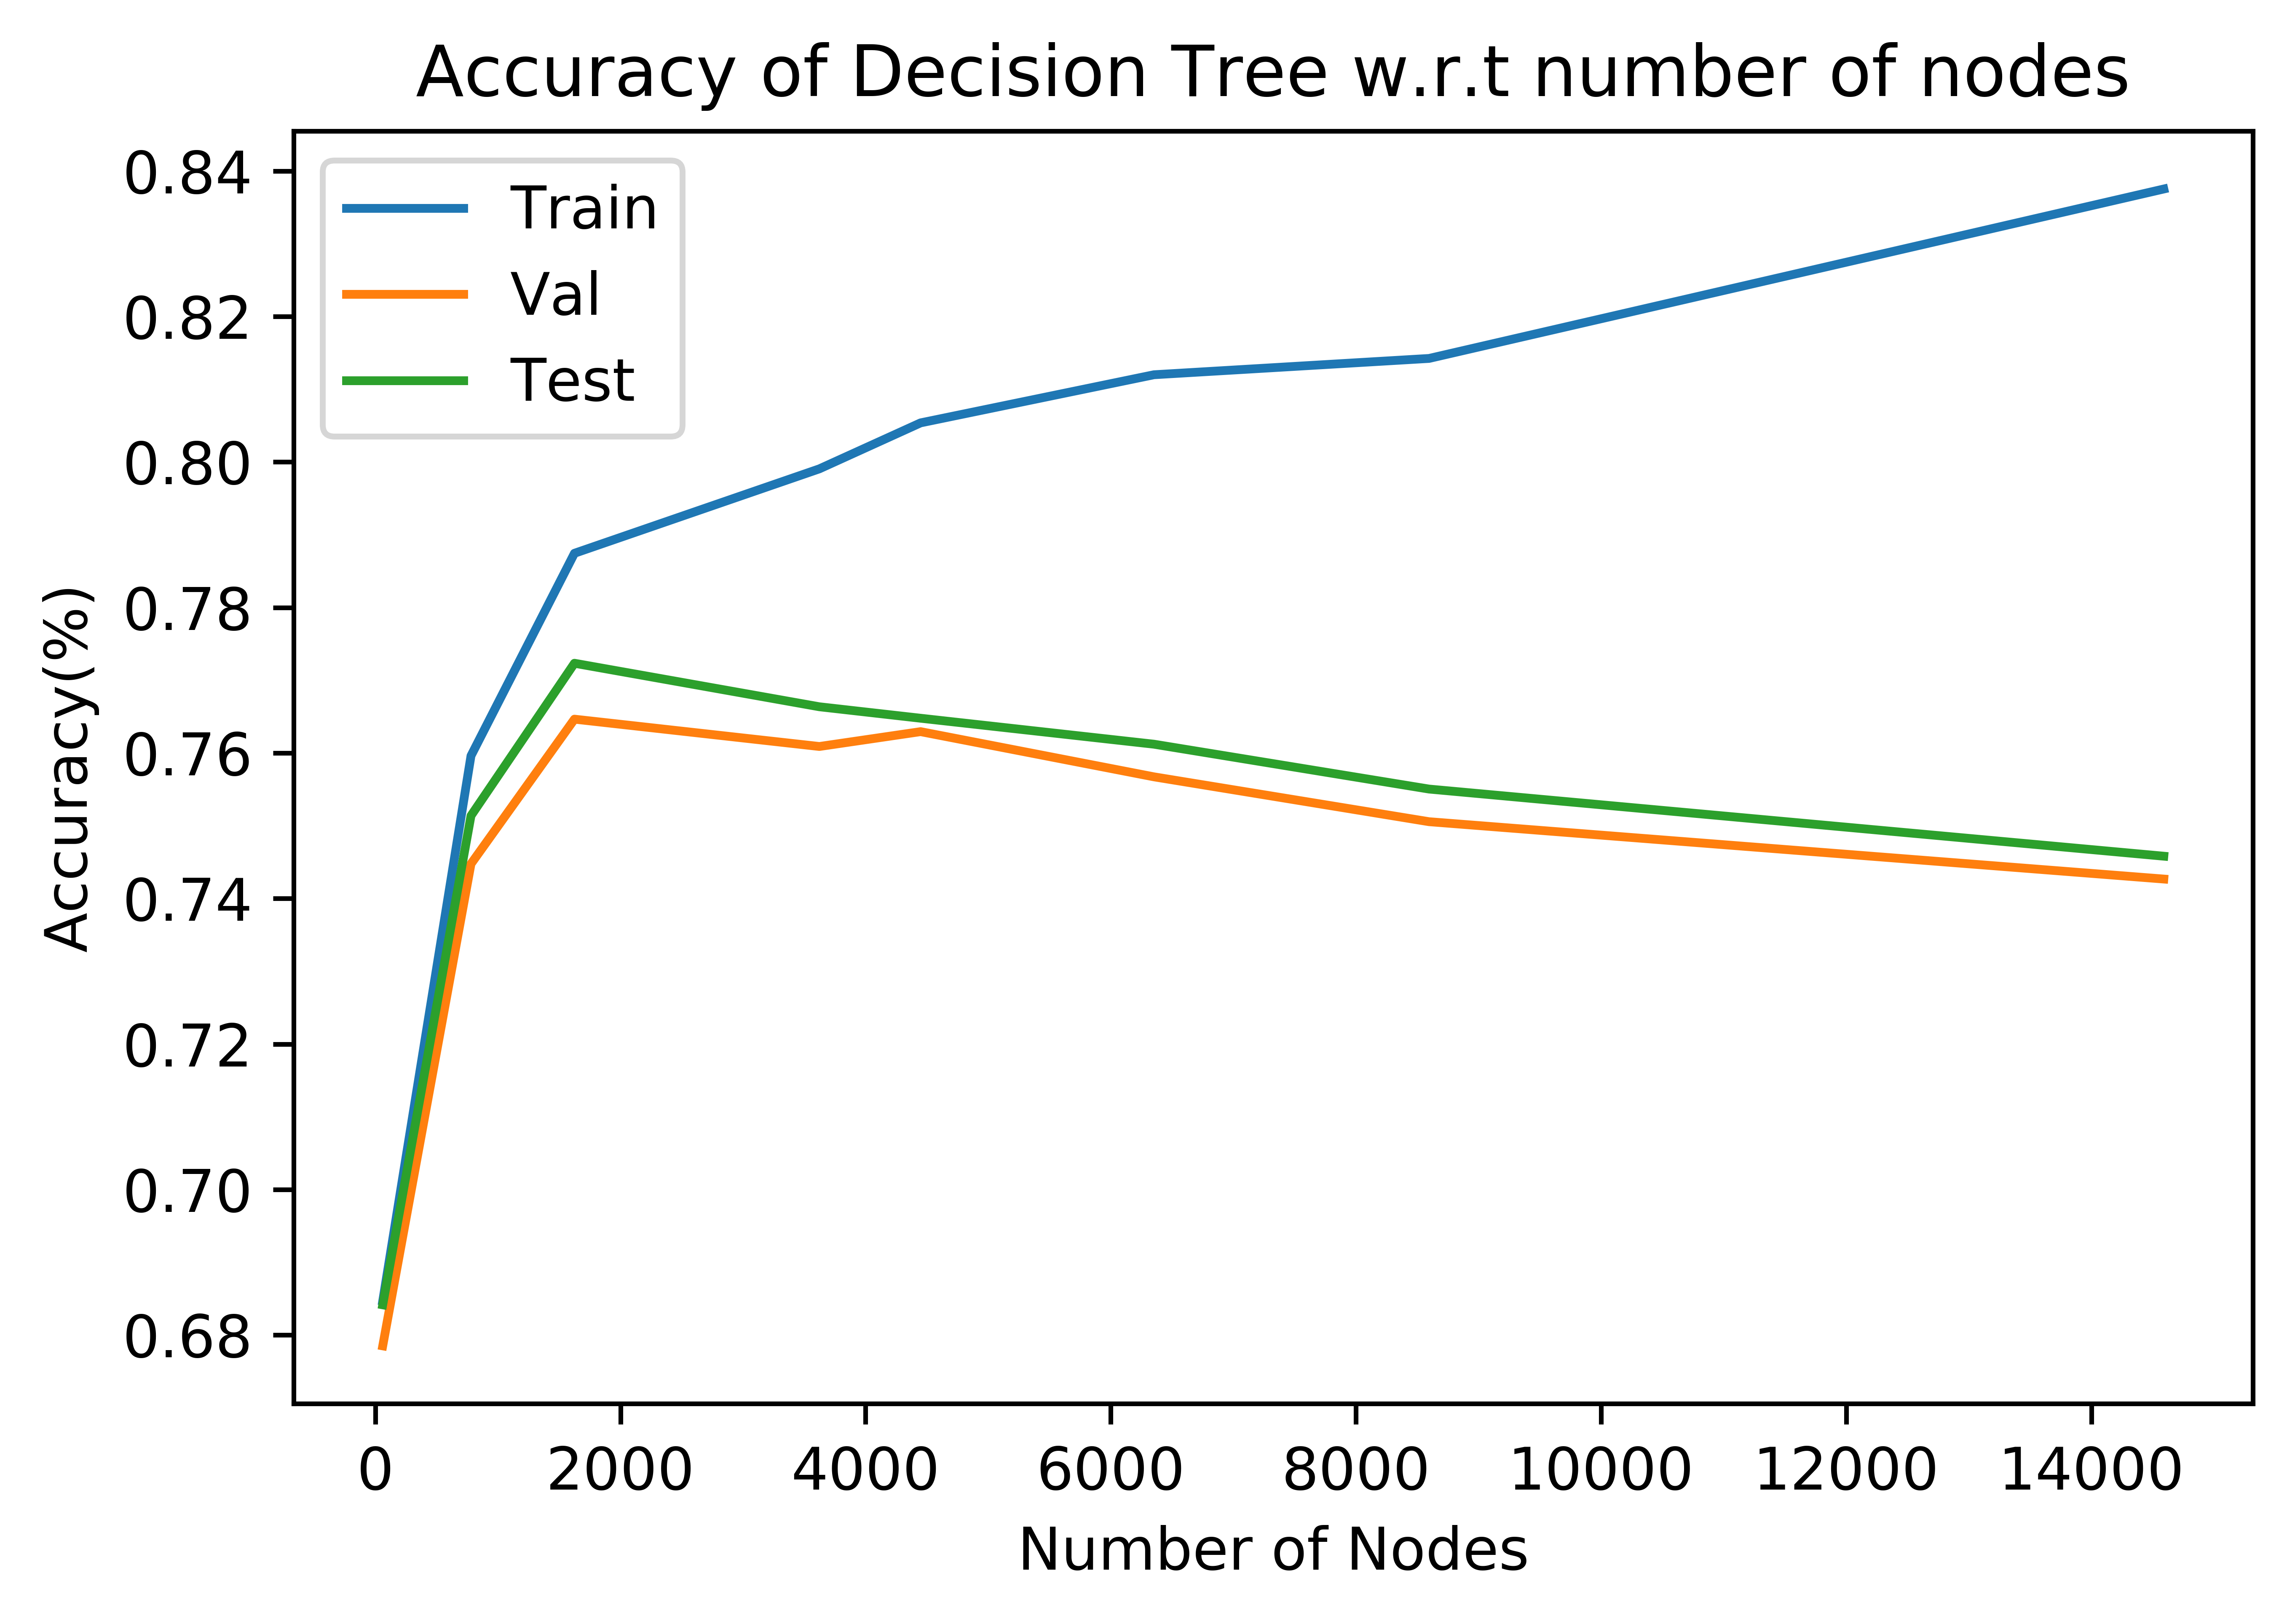 Accuracy of Decision Tree w.r.t number of nodes
0.84
0.82
0.80
0.78
0.76
0.74
0.72
0.70
0.68
Accuracy(%)
Train
Val
Test
0 2000 4000 6000 8000 10000 12000 14000
Number of Nodes